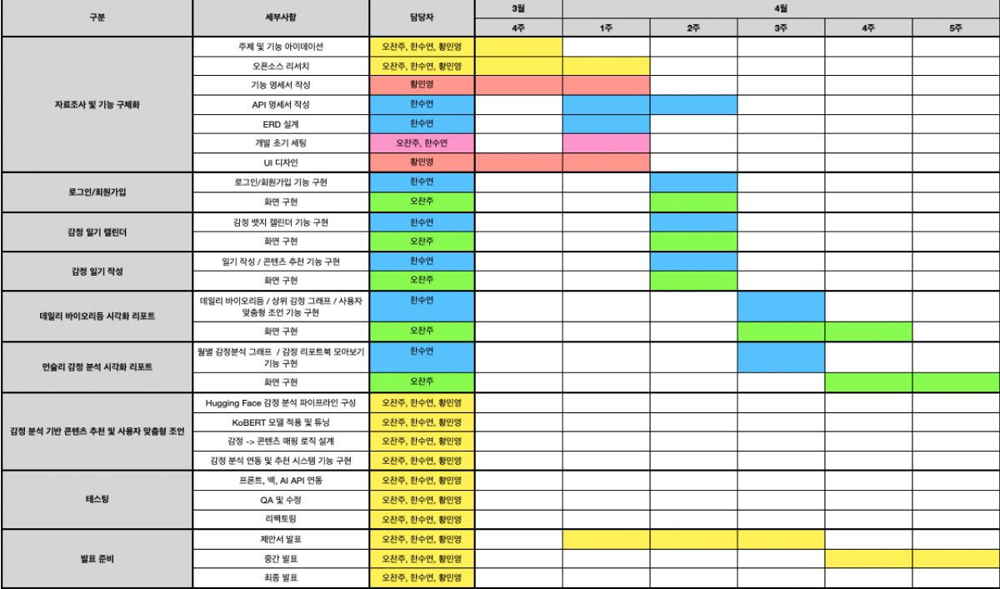 구분 세부사항 담당자 3월 4월
4주 1주 2주 3주 4주 5주
자료조사 및 기능 구체화
주제 및 기능 아이데이션 오찬주, 한수연, 황민영
오픈소스 리서치 오찬주, 한수연, 황민영
기능 명세서 작성 황민영
API 명세서 작성 한수연
ERD 설계 한수연
개발 초기 세팅 오찬주, 한수연
UI 디자인 황민영
로그인/회원가입
로그인/회원가입 기능 구현 한수연
화면 구현 오찬주
감정 일기 캘린더
감정 뱃지 캘린더 기능 구현 한수연
화면 구현 오찬주
감정 일기 작성
일기 작성 / 콘텐츠 추천 기능 구현 한수연
화면 구현 오찬주
데일리 바이오리듬 시각화 리포트
데일리 바이오리듬 / 상위 감정 그래프 / 사용자
맞춤형 조언 기능 구현 한수연
화면 구현 오찬주
먼슬리 감정 분석 시각화 리포트
월별 감정분석 그래프 / 감정 리포트북 모아보기
기능 구현 한수연
화면 구현 오찬주
감정 분석 기반 콘텐츠 추천 및 사용자 맞춤형 조언
Hugging Face 감정 분석 파이프라인 구성 오찬주, 한수연, 황민영
KoBERT 모델 적용 및 튜닝 오찬주, 한수연, 황민영
감정 -> 콘텐츠 매핑 로직 설계 오찬주, 한수연, 황민영
감정 분석 연동 및 추천 시스템 기능 구현 오찬주, 한수연, 황민영
테스팅
프론트, 백, AI API 연동 오찬주, 한수연, 황민영
QA 및 수정 오찬주, 한수연, 황민영
리팩토링 오찬주, 한수연, 황민영
발표 준비
제안서 발표 오찬주, 한수연, 황민영
중간 발표 오찬주, 한수연, 황민영
최종 발표 오찬주, 한수연, 황민영